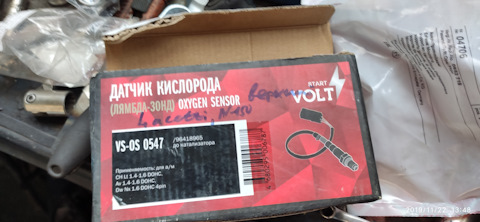 ДАТЧИК КИСЛОРОДА
(ЛЯМБДА-ЗОНД) OXYGEN SENSOR
START
VOLT
Lacetti, Nexia
VS-OS 0547
/96418965
до катализатора
Применяемость: для а/м
CH Lt 1.4-1.6 DOHC,
Av 1.4-1.6 DOHC,
Dw Nx 1.6 DOHC-4pin
2019/11/22 13:48